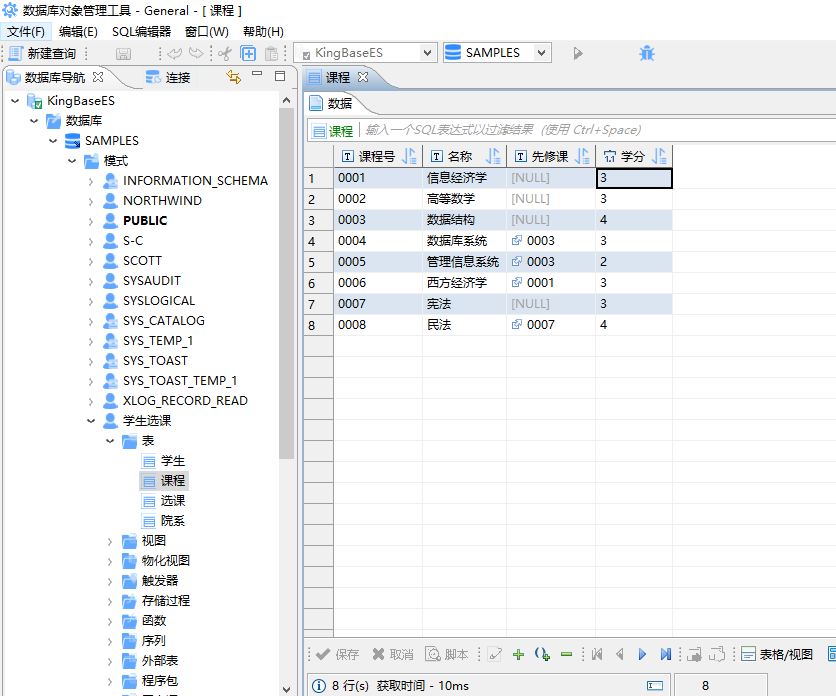 数据库对象管理工具 - General - [ 课程 ]
文件(F) 编辑(E) SQL编辑器 窗口(W) 帮助(H)
新建查询 KingBaseES SAMPLES
数据库导航 连接
KingBaseES
数据库
SAMPLES
模式
INFORMATION_SCHEMA
NORTHWIND
PUBLIC
S-C
SCOTT
SYSAUDIT
SYSLOGICAL
SYS_CATALOG
SYS_TEMP_1
SYS_TOAST
SYS_TOAST_TEMP_1
XLOG_RECORD_READ
学生选课
表
学生
课程
选课
院系
视图
物化视图
触发器
存储过程
函数
序列
外部表
程序包
课程
数据
课程 输入一个SQL表达式以过滤结果 (使用 Ctrl+Space)
课程号 名称 先修课 学分
1 0001 信息经济学 [NULL] 3
2 0002 高等数学 [NULL] 3
3 0003 数据结构 [NULL] 4
4 0004 数据库系统 0003 3
5 0005 管理信息系统 0003 2
6 0006 西方经济学 0001 3
7 0007 宪法 [NULL] 3
8 0008 民法 0007 4
保存 取消 脚本 表格/视图
8 行(s) 获取时间 - 10ms 8